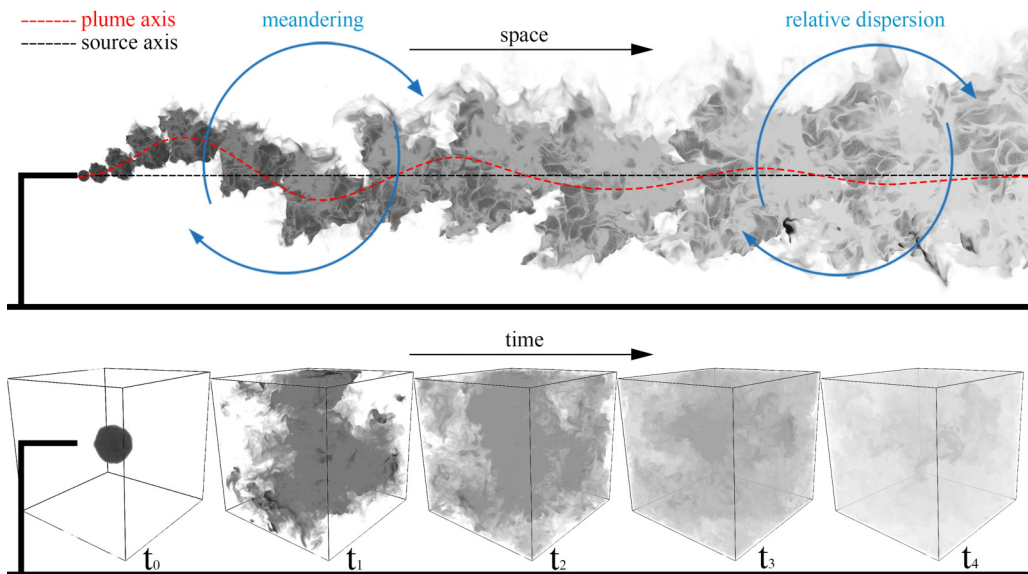 plume axis
source axis
meandering
space
relative dispersion
time
t₀
t₁
t₂
t₃
t₄